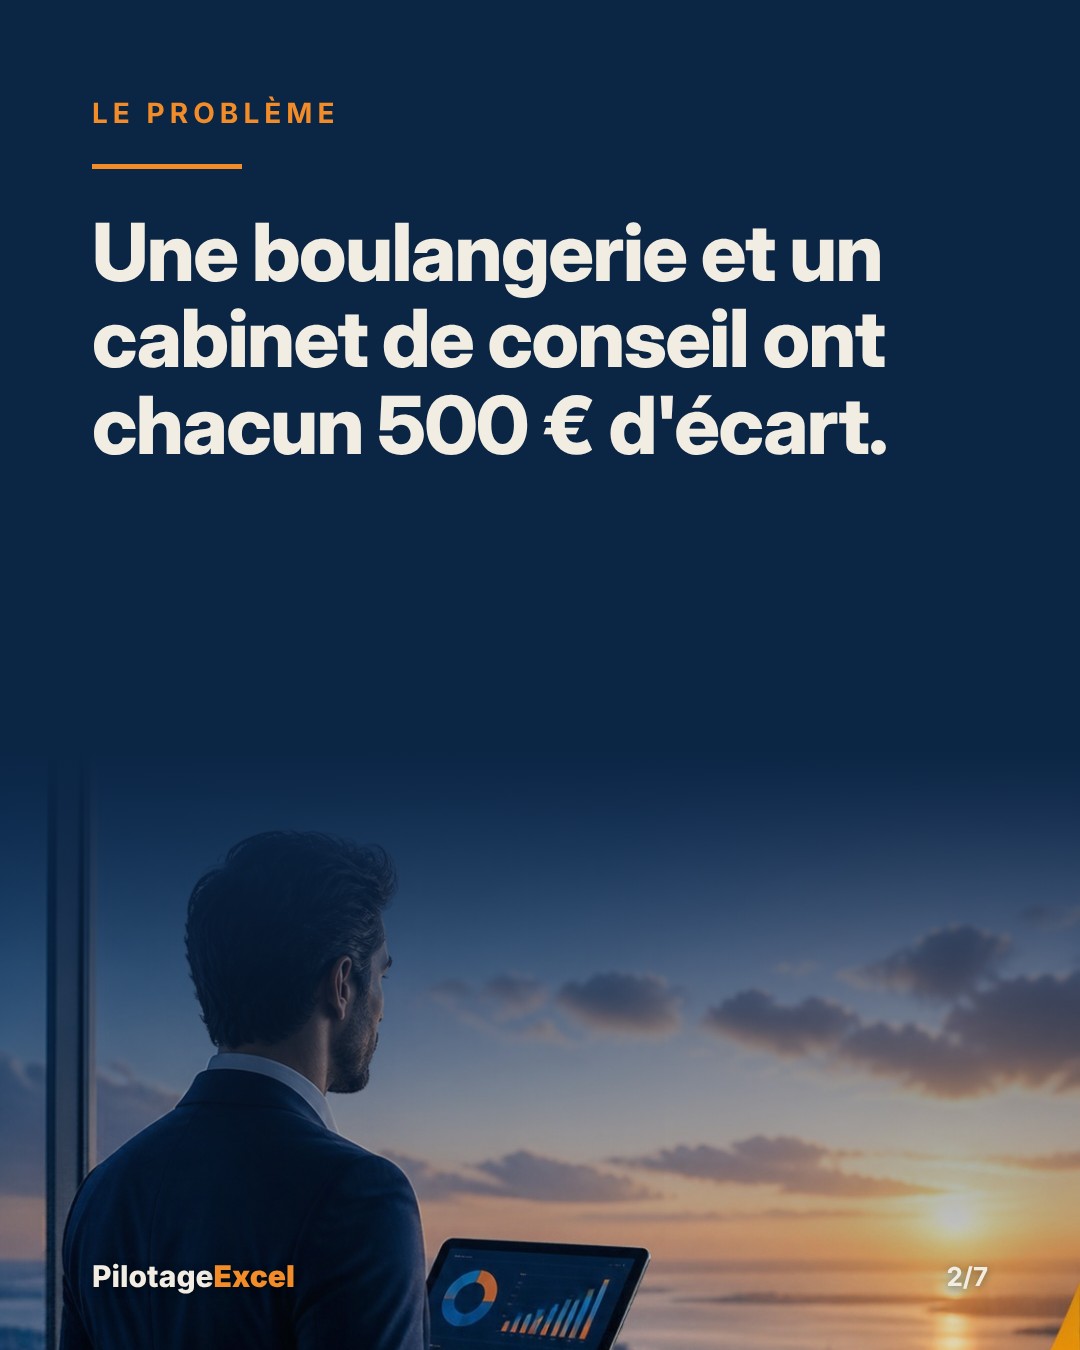 LE PROBLÈME
Une boulangerie et un
cabinet de conseil ont
chacun 500 € d'écart.
PilotageExcel
2/7